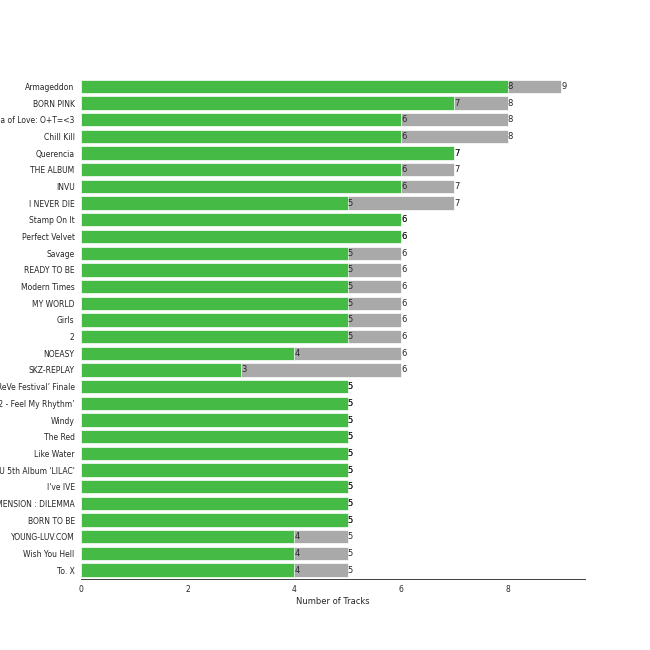 Armageddon 8 9
BORN PINK 7 8
a of Love: O+T=<3 6 8
Chill Kill 6 8
Querencia 7
THE ALBUM 6 7
INVU 6 7
I NEVER DIE 5 7
Stamp On It 6
Perfect Velvet 6
Savage 5 6
READY TO BE 5 6
Modern Times 5 6
MY WORLD 5 6
Girls 5 6
2 5 6
NOEASY 4 6
SKZ-REPLAY 3 6
ReVe Festival' Finale 5
2 - Feel My Rhythm' 5
Windy 5
The Red 5
Like Water 5
U 5th Album 'LILAC' 5
I've IVE 5
MENSION : DILEMMA 5
BORN TO BE 5
YOUNG-LUV.COM 4 5
Wish You Hell 4 5
To. X 4 5
0 2 4 6 8
Number of Tracks